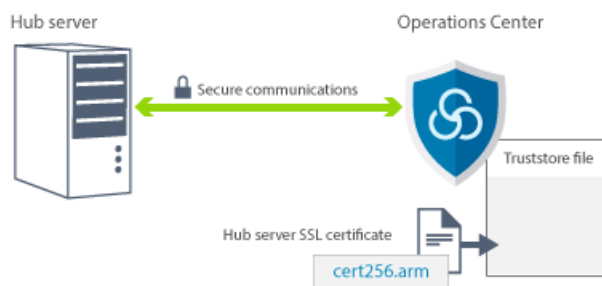 Hub server
Operations Center
Secure communications
Truststore file
Hub server SSL certificate
cert256.arm